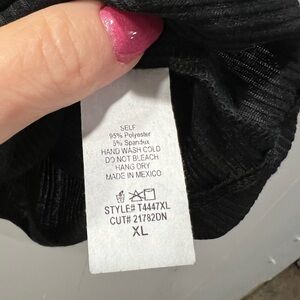 SELF
95% Polyester
5% Spandux
HAND WASH COLD
DO NOT BLEACH
HANG DRY
MADE IN MEXICO
STYLE# T4447XL
CUT# 21782DN
XL